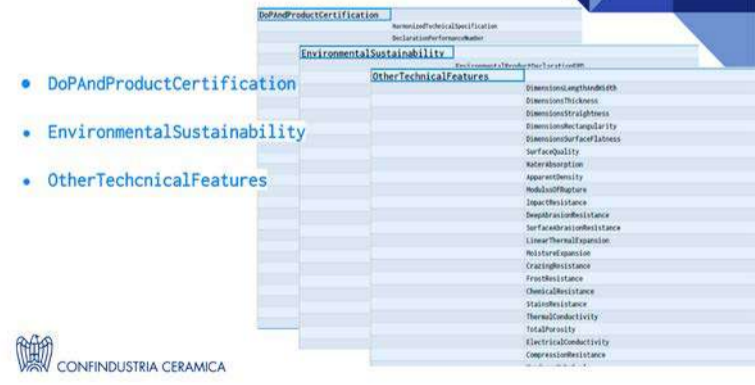 DoPAndProductCertification
HarmonizedTechnicalSpecification
DeclarationPerformanceNumber
EnvironmentalSustainability
EnvironmentalProductDeclarationEPD
OtherTechnicalFeatures
DimensionsLengthAndWidth
DimensionsThickness
DimensionsStraightness
DimensionsRectangularity
DimensionsSurfaceFlatness
SurfaceQuality
WaterAbsorption
ApparentDensity
ModulusOfRupture
ImpactResistance
DeepAbrasionResistance
SurfaceAbrasionResistance
LinearThermalExpansion
MoistureExpansion
CrazingResistance
FrostResistance
ChemicalResistance
StainsResistance
ThermalConductivity
TotalPorosity
ElectricalConductivity
CompressionResistance
• DoPAndProductCertification
• EnvironmentalSustainability
• OtherTechcnicalFeatures
CONFINDUSTRIA CERAMICA